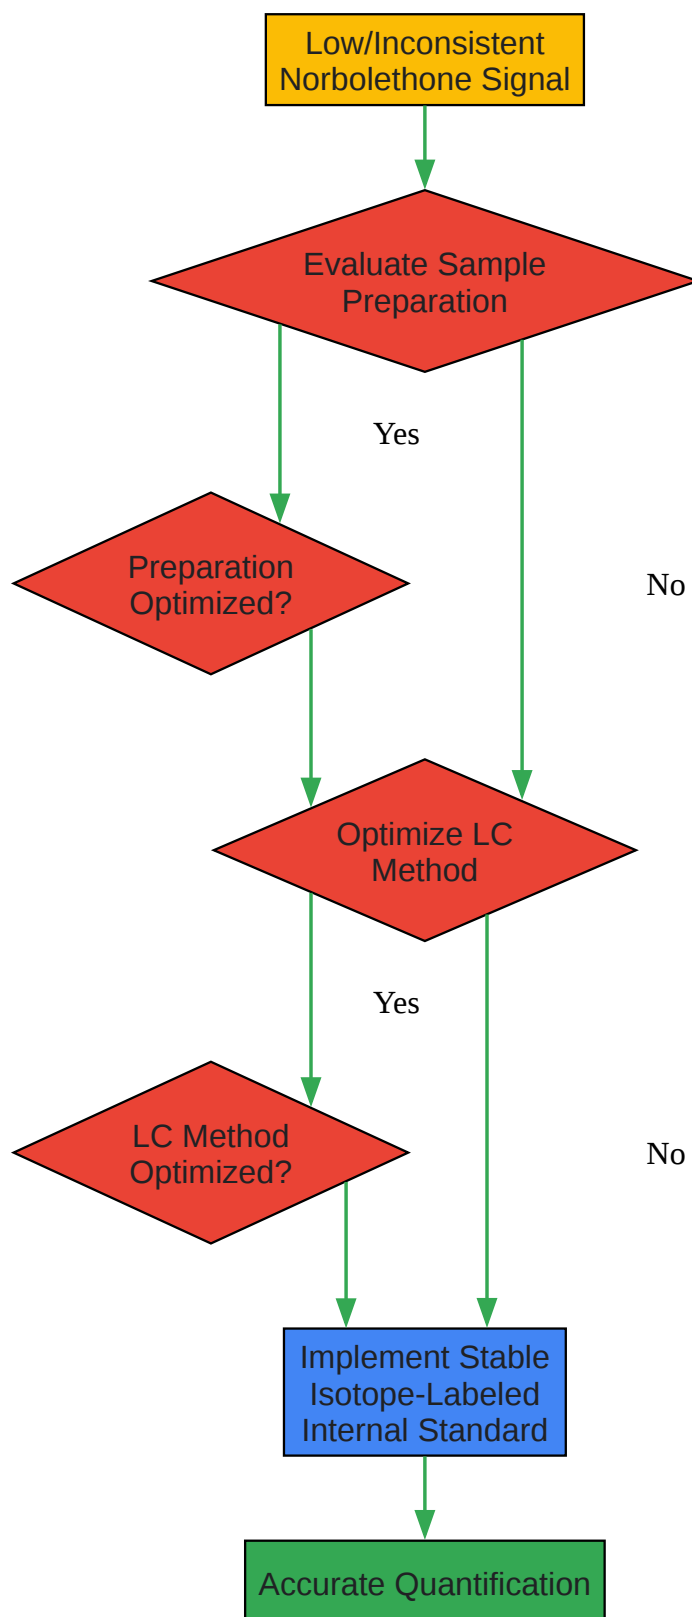 Low/Inconsistent
Norbolethone Signal
Evaluate Sample
Preparation
Yes
Preparation
Optimized?
No
Optimize LC
Method
Yes
LC Method
Optimized?
No
Implement Stable
Isotope-Labeled
Internal Standard
Accurate Quantification